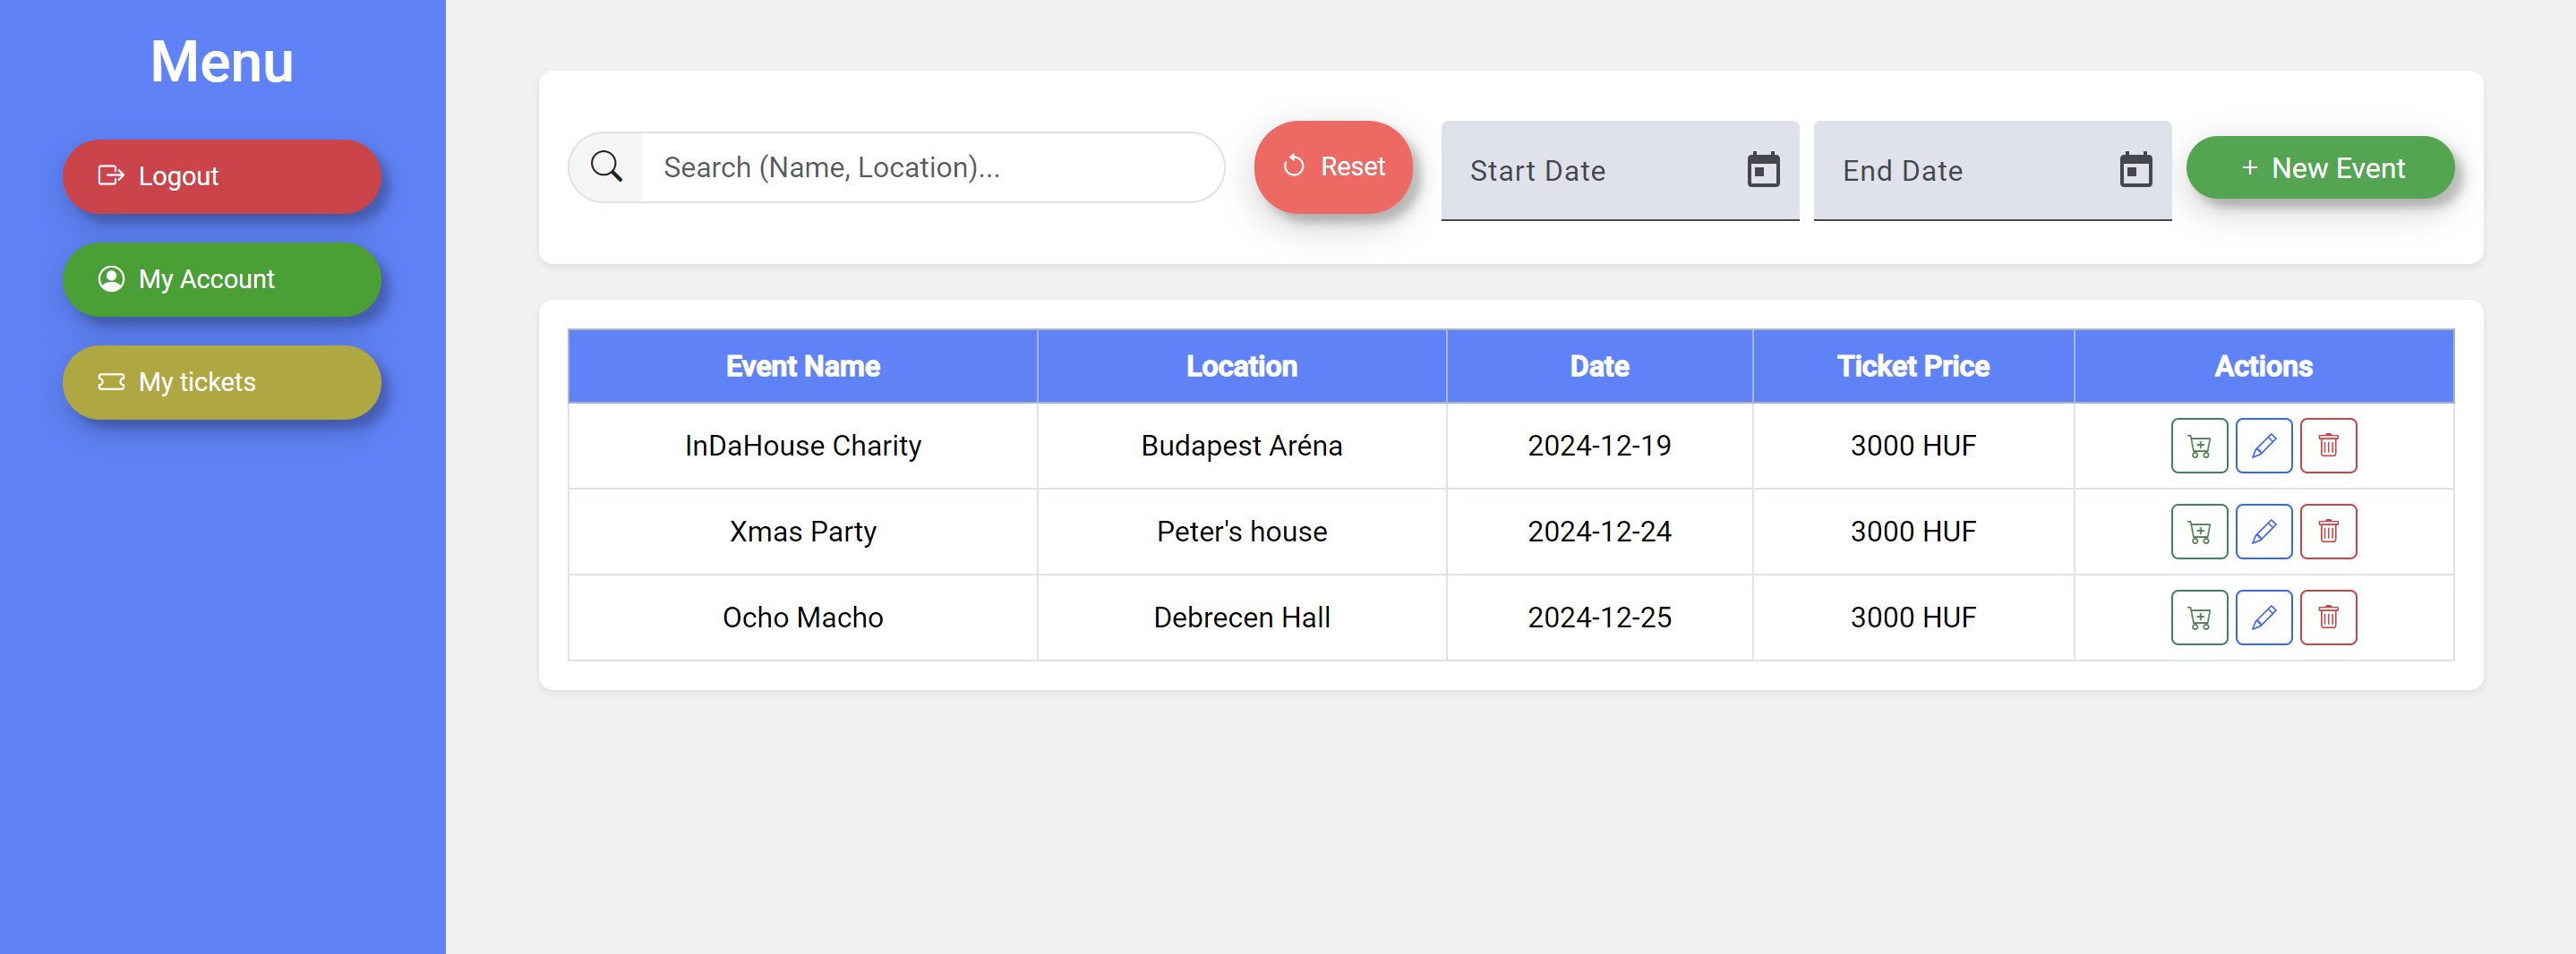 Menu
Logout
My Account
My tickets
Search (Name, Location)...
Reset
Start Date
End Date
+ New Event
Event Name Location Date Ticket Price Actions
InDaHouse Charity Budapest Aréna 2024-12-19 3000 HUF
Xmas Party Peter's house 2024-12-24 3000 HUF
Ocho Macho Debrecen Hall 2024-12-25 3000 HUF